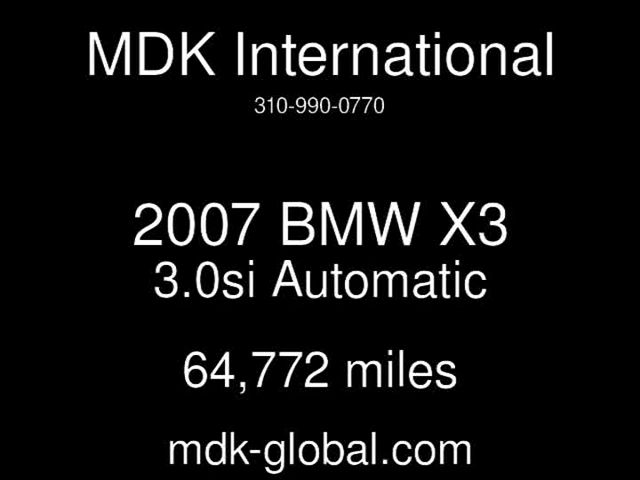 MDK International
310-990-0770
2007 BMW X3
3.0si Automatic
64,772 miles
mdk-global.com